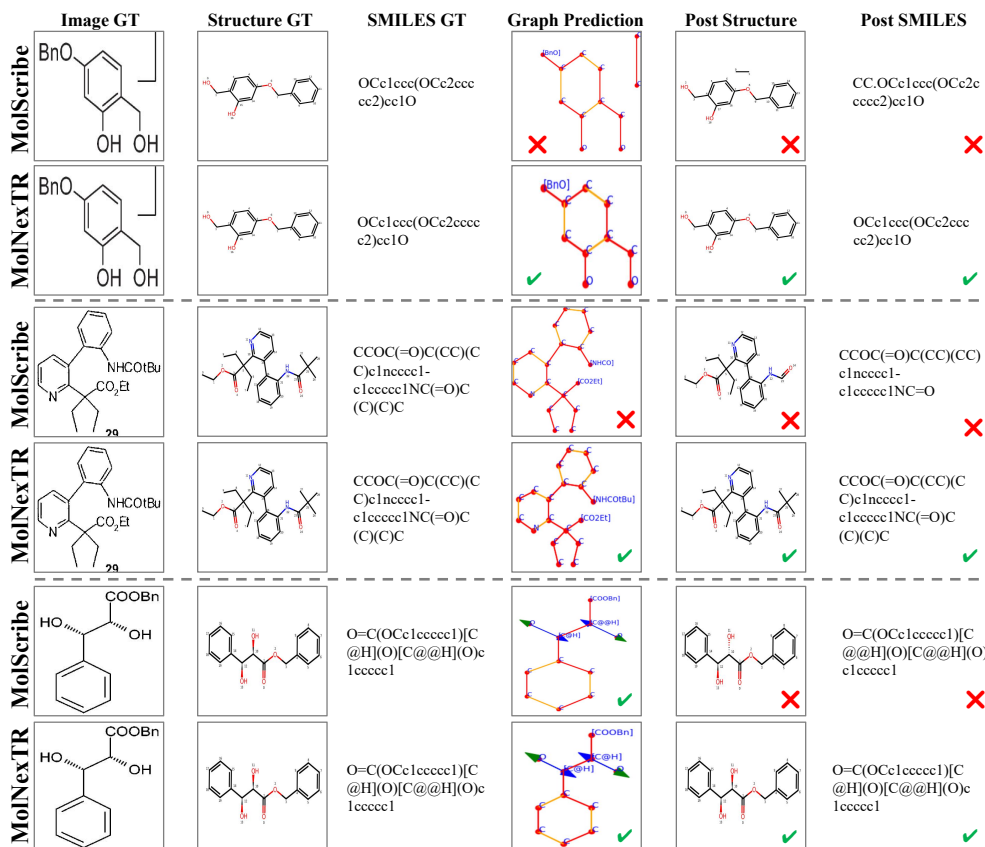 Image GT Structure GT SMILES GT Graph Prediction Post Structure Post SMILES
MolScribe
BnO
OH
OH
OCc1ccc(OCc2ccc
cc2)cc1O
[BnO]
CC.OCc1ccc(OCc2c
cccc2)cc1O
MolNexTR
BnO
OH
OH
OCc1ccc(OCc2cccc
c2)cc1O
[BnO]
OCc1ccc(OCc2ccc
cc2)cc1O
MolScribe
NHCOtBu
CO2Et
N
29
CCOC(=O)C(CC)(C
C)c1ncccc1-
c1ccccc1NC(=O)C
(C)(C)C
[NHCO]
[CO2Et]
CCOC(=O)C(CC)(CC)
c1ncccc1-
c1ccccc1NC=O
MolNexTR
NHCOtBu
CO2Et
N
29
CCOC(=O)C(CC)(C
C)c1ncccc1-
c1ccccc1NC(=O)C
(C)(C)C
[NHCOtBu]
[CO2Et]
CCOC(=O)C(CC)(C
C)c1ncccc1-
c1ccccc1NC(=O)C
(C)(C)C
MolScribe
COOBn
HO
OH
O=C(OCc1ccccc1)[C
@H](O)[C@@H](O)c
1ccccc1
[COOBn]
[C@@H]
[C@H]
O=C(OCc1ccccc1)[C
@@H](O)[C@@H](O)
c1ccccc1
MolNexTR
COOBn
HO
OH
O=C(OCc1ccccc1)[C
@H](O)[C@@H](O)c
1ccccc1
[COOBn]
[C@H]
[C@H]
O=C(OCc1ccccc1)[C
@H](O)[C@@H](O)c
1ccccc1